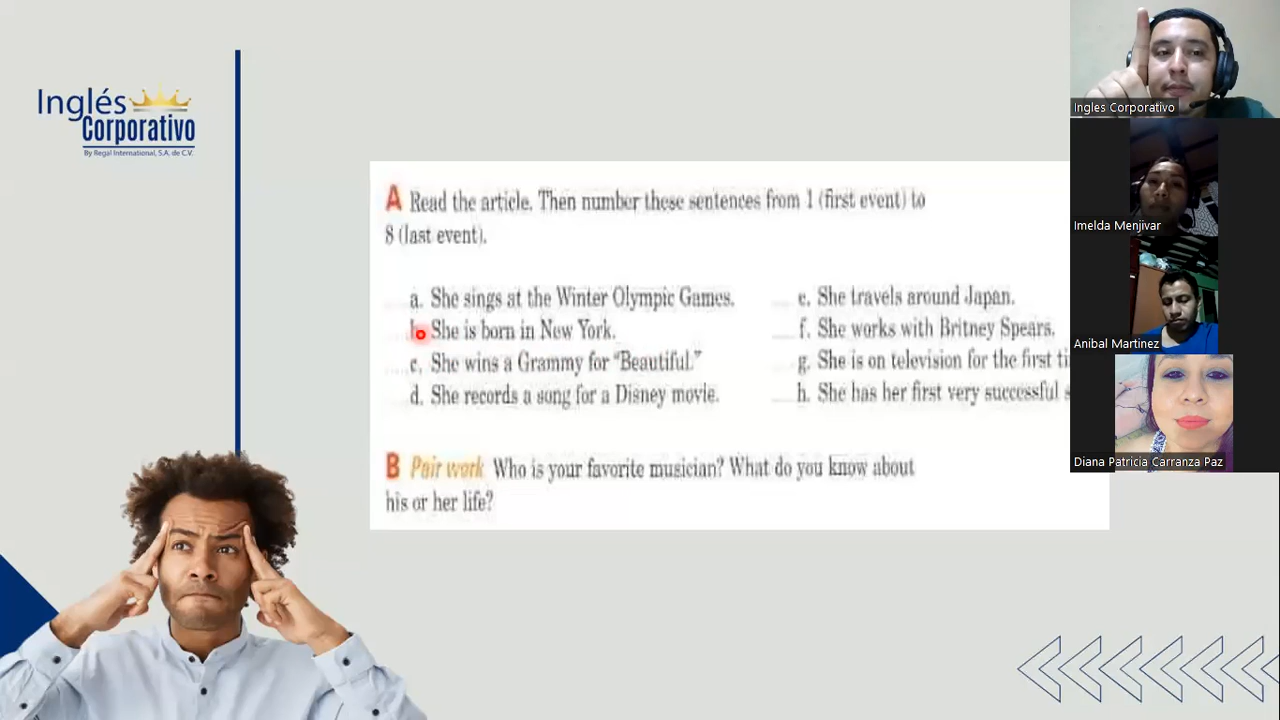 Inglés
Corporativo
By Regal International, S.A. de C.V.
A Read the article. Then number these sentences from 1 (first event) to
8 (last event).
a. She sings at the Winter Olympic Games.
She is born in New York.
c. She wins a Grammy for "Beautiful."
d. She records a song for a Disney movie.
e. She travels around Japan.
f. She works with Britney Spears.
g. She is on television for the first
h. She has her first very successful
B Pair work Who is your favorite musician? What do you know about
his or her life?
Ingles Corporativo
Imelda Menjivar
Anibal Martinez
Diana Patricia Carranza Paz